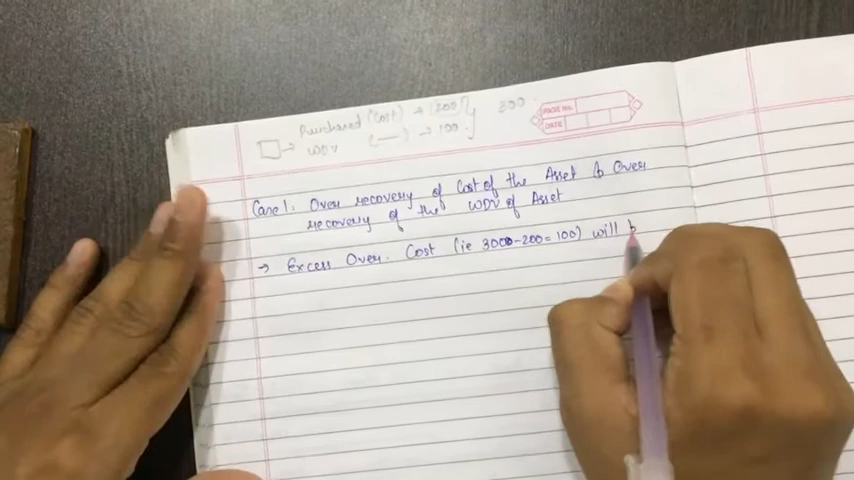 Purchased (Cost) → 200 300
WDV → 100
PAGE NO.
DATE
Case 1: Over recovery of Cost of the Asset & Over
recovery of the WDV of Asset
→ Excess Over Cost (ie 300-200=100) will b